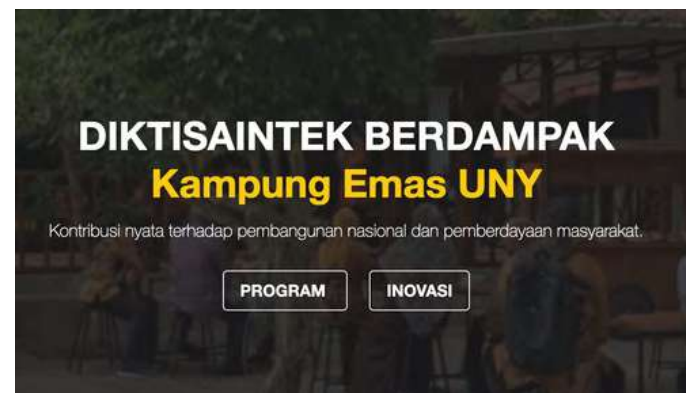 DIKTISAINTEK BERDAMPAK
Kampung Emas UNY
Kontribusi nyata terhadap pembangunan nasional dan pemberdayaan masyarakat.
PROGRAM INOVASI